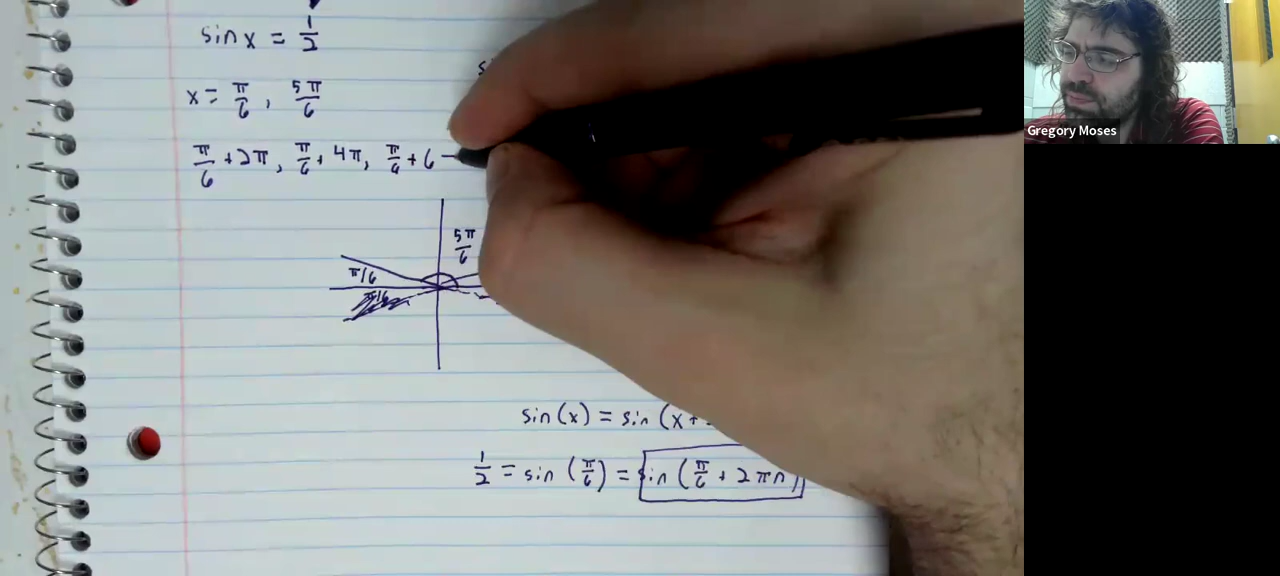 sin x = 1/2
Gregory Moses
x = π/6, 5π/6
π/6 + 2π, π/6 + 4π, π/6 + 6
5π/6
π/6
π/6
sin(x) = sin(x+
1/2 = sin(π/6) = sin(π/6 + 2πn)